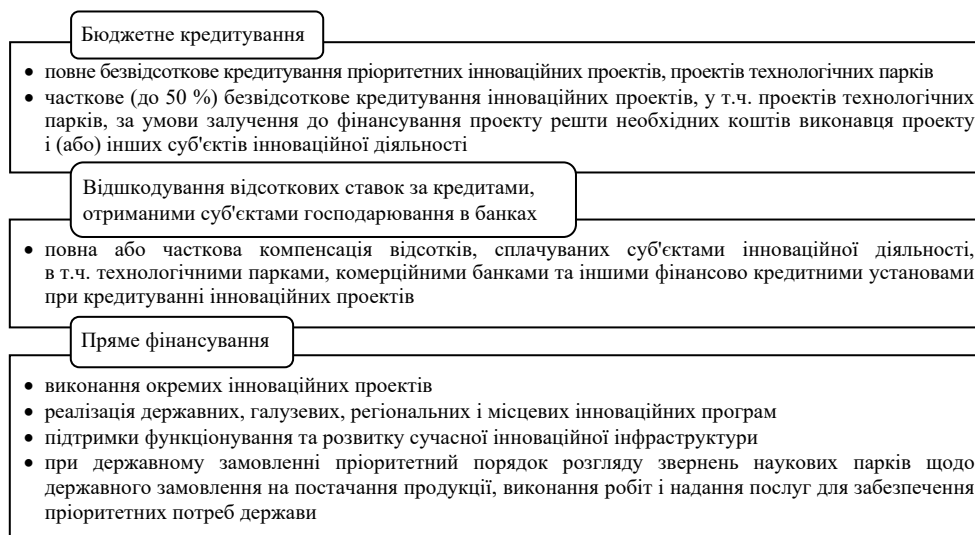 Бюджетне кредитування
• повне безвідсоткове кредитування пріоритетних інноваційних проектів, проектів технологічних парків
• часткове (до 50 %) безвідсоткове кредитування інноваційних проектів, у т.ч. проектів технологічних
парків, за умови залучення до фінансування проекту решти необхідних коштів виконавця проекту
і (або) інших суб'єктів інноваційної діяльності
Відшкодування відсоткових ставок за кредитами,
отриманими суб'єктами господарювання в банках
• повна або часткова компенсація відсотків, сплачуваних суб'єктами інноваційної діяльності,
в т.ч. технологічними парками, комерційними банками та іншими фінансово кредитними установами
при кредитуванні інноваційних проектів
Пряме фінансування
• виконання окремих інноваційних проектів
• реалізація державних, галузевих, регіональних і місцевих інноваційних програм
• підтримки функціонування та розвитку сучасної інноваційної інфраструктури
• при державному замовленні пріоритетний порядок розгляду звернень наукових парків щодо
державного замовлення на постачання продукції, виконання робіт і надання послуг для забезпечення
пріоритетних потреб держави